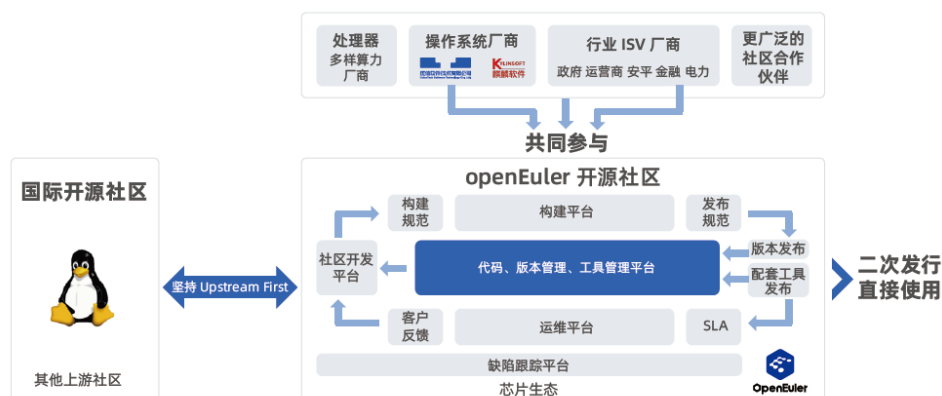 处理器
多样算力
厂商
操作系统厂商
KYLINSOFT
麒麟软件
行业 ISV 厂商
政府 运营商 安平 金融 电力
更广泛的
社区合作
伙伴
共同参与
国际开源社区
其他上游社区
坚持 Upstream First
openEuler 开源社区
构建
规范
构建平台
发布
规范
社区开发
平台
代码、版本管理、工具管理平台
版本发布
配套工具
发布
客户
反馈
运维平台
SLA
缺陷跟踪平台
芯片生态
OpenEuler
二次发行
直接使用